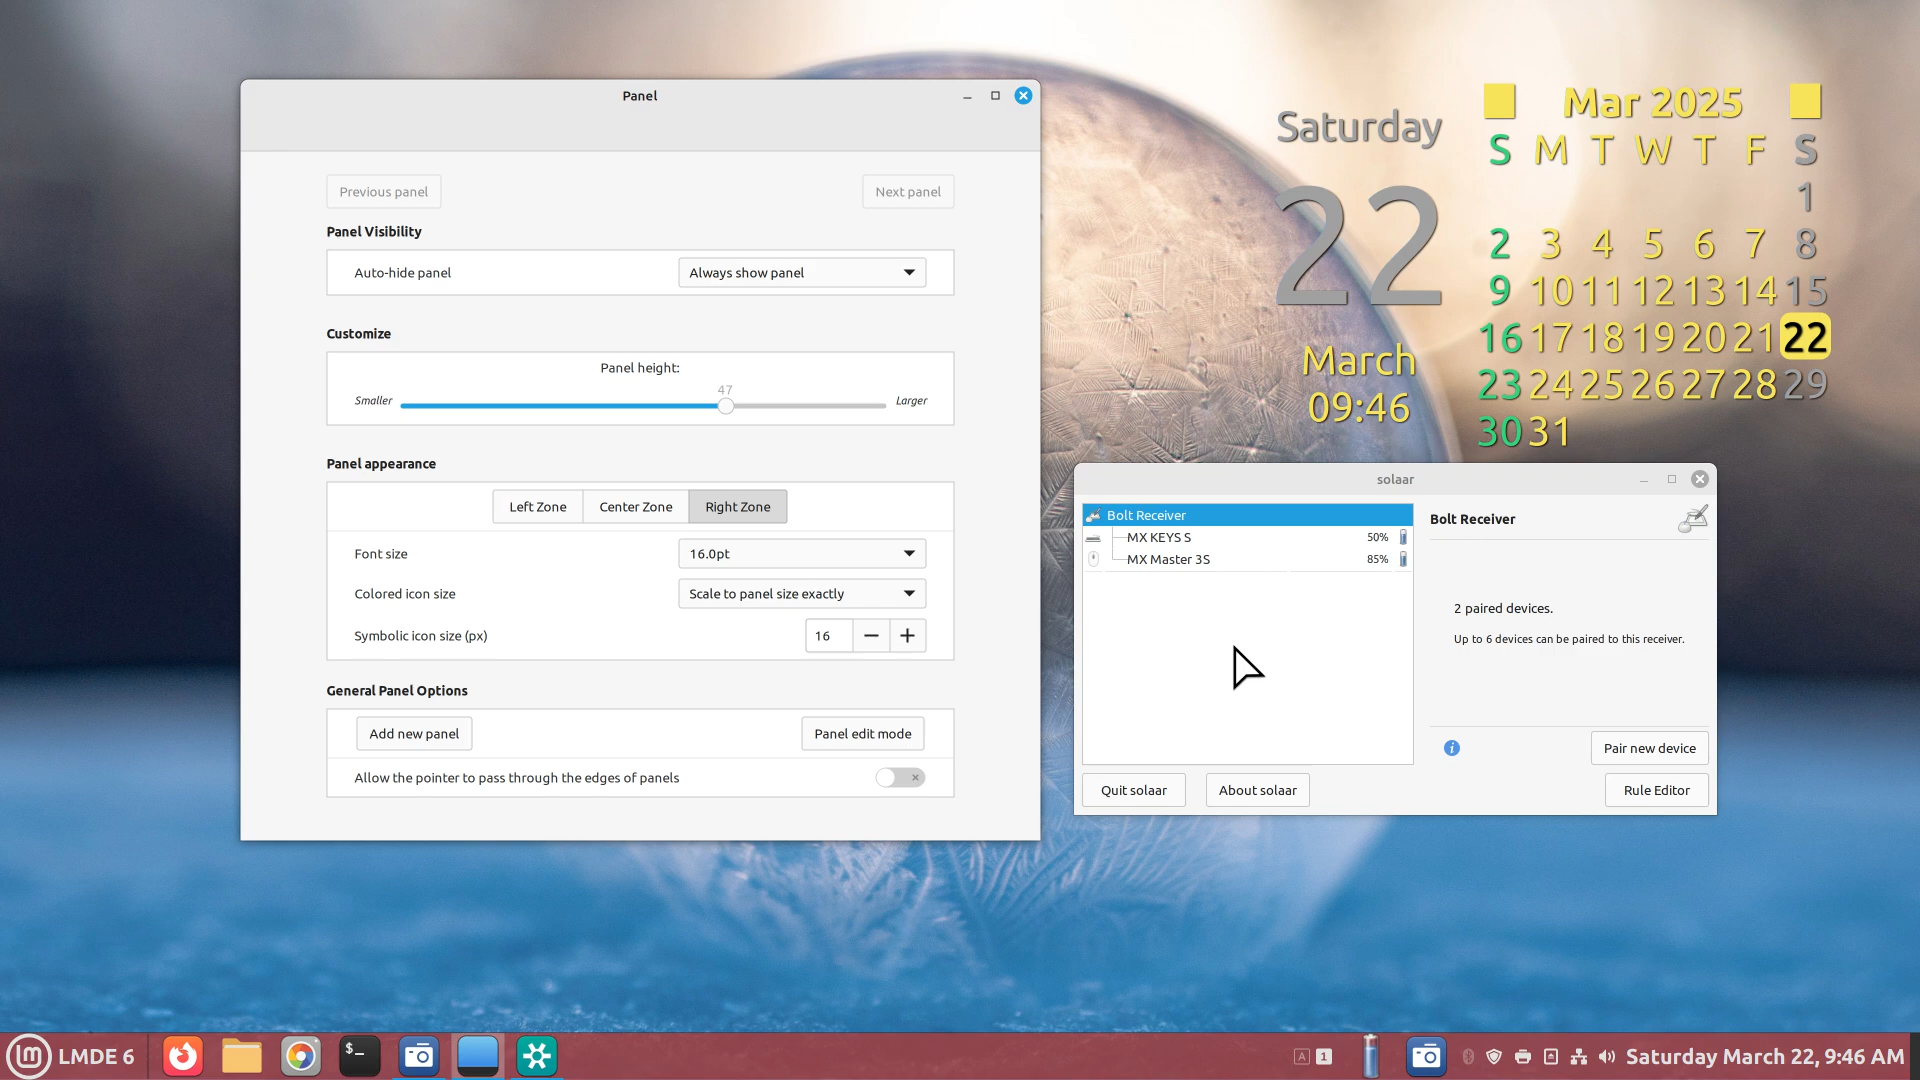 Panel
Previous panel
Next panel
Panel Visibility
Auto-hide panel
Always show panel
Customize
Panel height:
47
Smaller
Larger
Panel appearance
Left Zone
Center Zone
Right Zone
Font size
16.0pt
Colored icon size
Scale to panel size exactly
Symbolic icon size (px)
16
General Panel Options
Add new panel
Panel edit mode
Allow the pointer to pass through the edges of panels
Saturday
22
March
09:46
Mar 2025
S M T W T F S
1
2 3 4 5 6 7 8
9 10 11 12 13 14 15
16 17 18 19 20 21 22
23 24 25 26 27 28 29
30 31
solaar
Bolt Receiver
MX KEYS S 50%
MX Master 3S 85%
Bolt Receiver
2 paired devices.
Up to 6 devices can be paired to this receiver.
Pair new device
Quit solaar
About solaar
Rule Editor
LMDE 6
$_
A 1
Saturday March 22, 9:46 AM